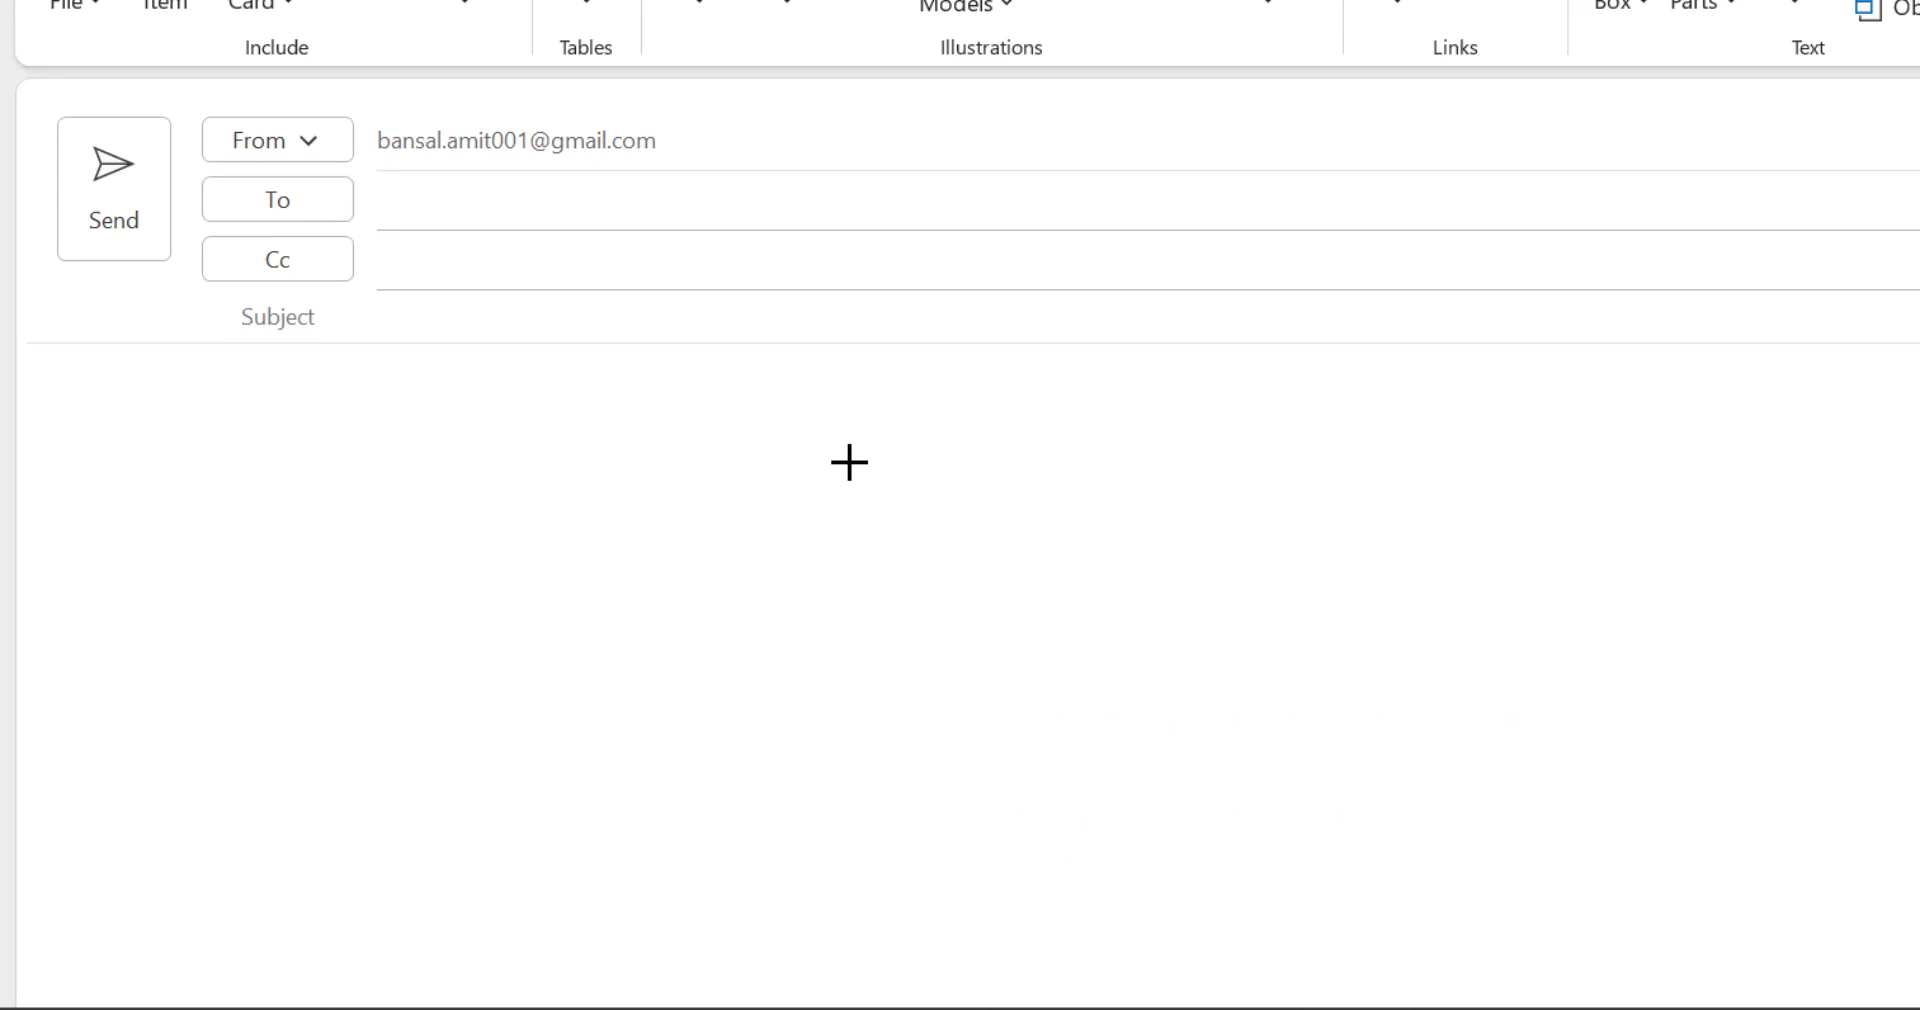 File Item Card Models Box Parts
Include Tables Illustrations Links Text
From bansal.amit001@gmail.com
To
Send
Cc
Subject